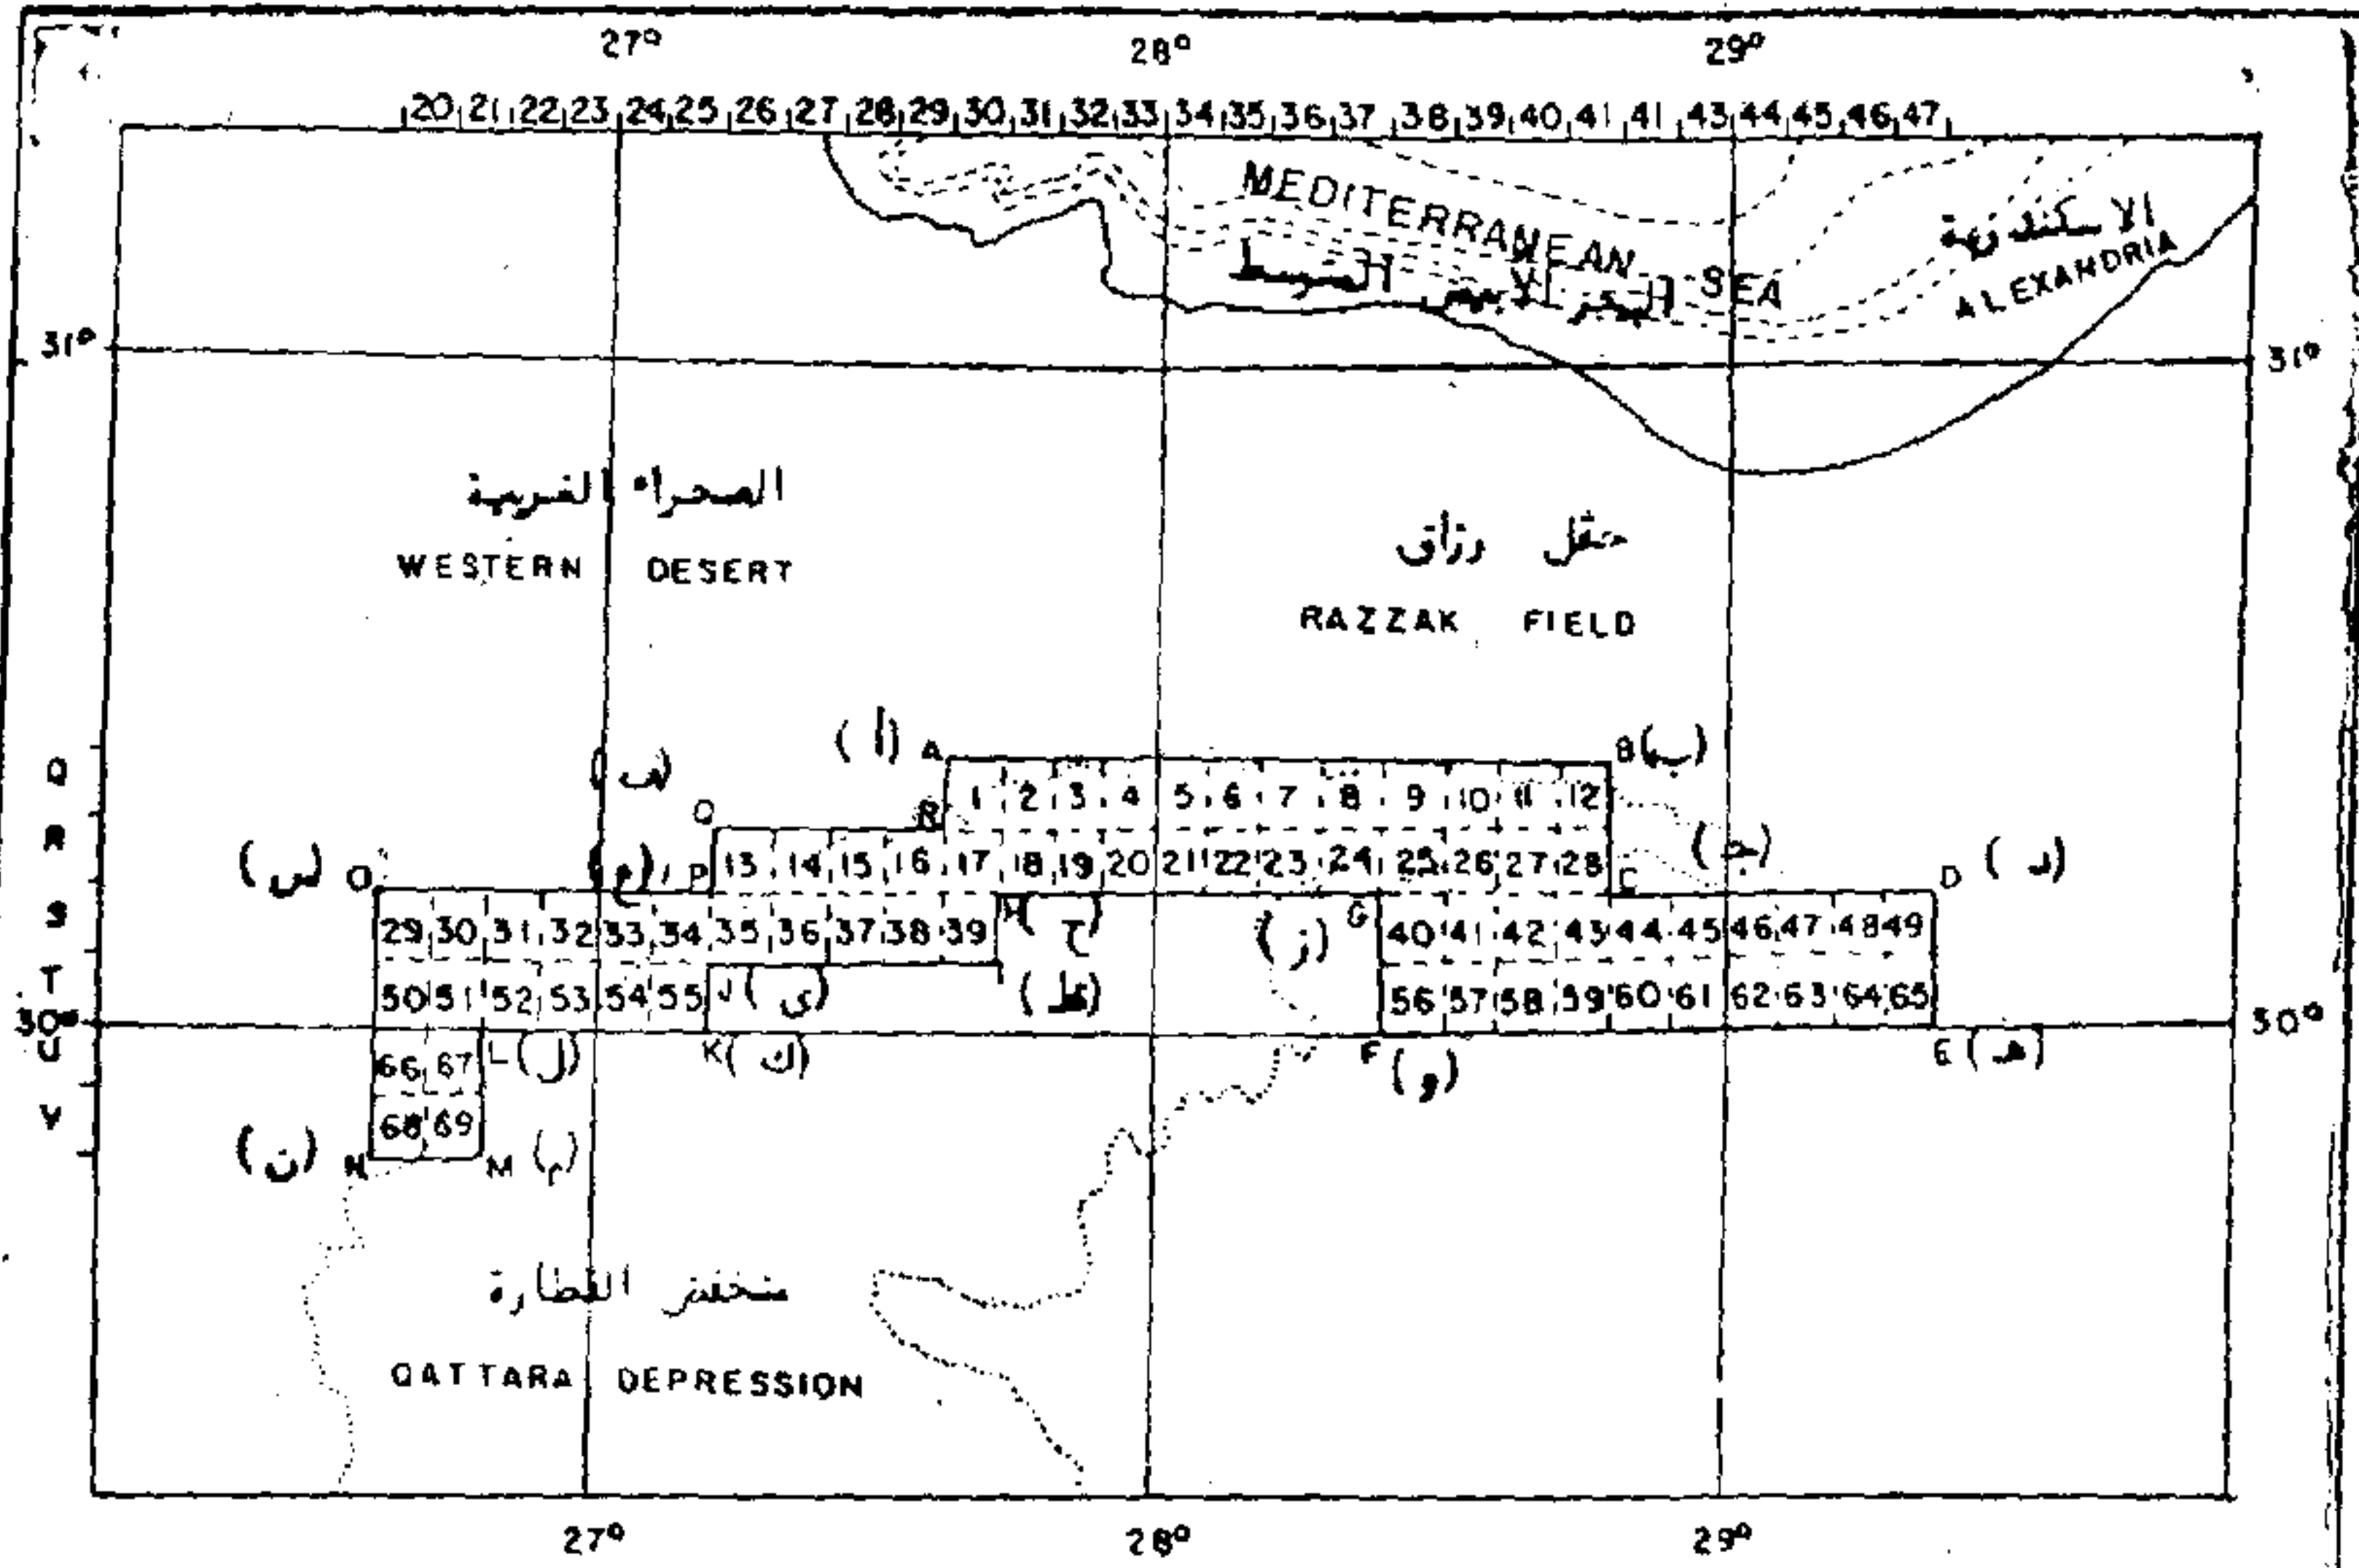 27° 28° 29°
20 21 22 23 24 25 26 27 28 29 30 31 32 33 34 35 36 37 38 39 40 41 41 43 44 45 46 47
MEDITERRANEAN SEA
البحر الأبيض المتوسط
الاسكندرية
ALEXANDRIA
31° 31°
الصحراء الغربية
WESTERN DESERT
حقل رزاق
RAZZAK FIELD
(أ) A B (ب)
Q 1 2 3 4 5 6 7 8 9 10 11 12
(ف) Q R
R 13 14 15 16 17 18 19 20 21 22 23 24 25 26 27 28
(س) O (ع) P C (ج) D (د)
S 29 30 31 32 33 34 35 36 37 38 39 H (ح) (ز) G 40 41 42 43 44 45 46 47 48 49
T 50 51 52 53 54 55 J (ى) (ط) 56 57 58 59 60 61 62 63 64 65
30° 30°
U 66 67 L (ل) K (ك) F (و) E (هـ)
V 68 69
(ن) N M (م)
منخفض القطارة
QATTARA DEPRESSION
27° 28° 29°